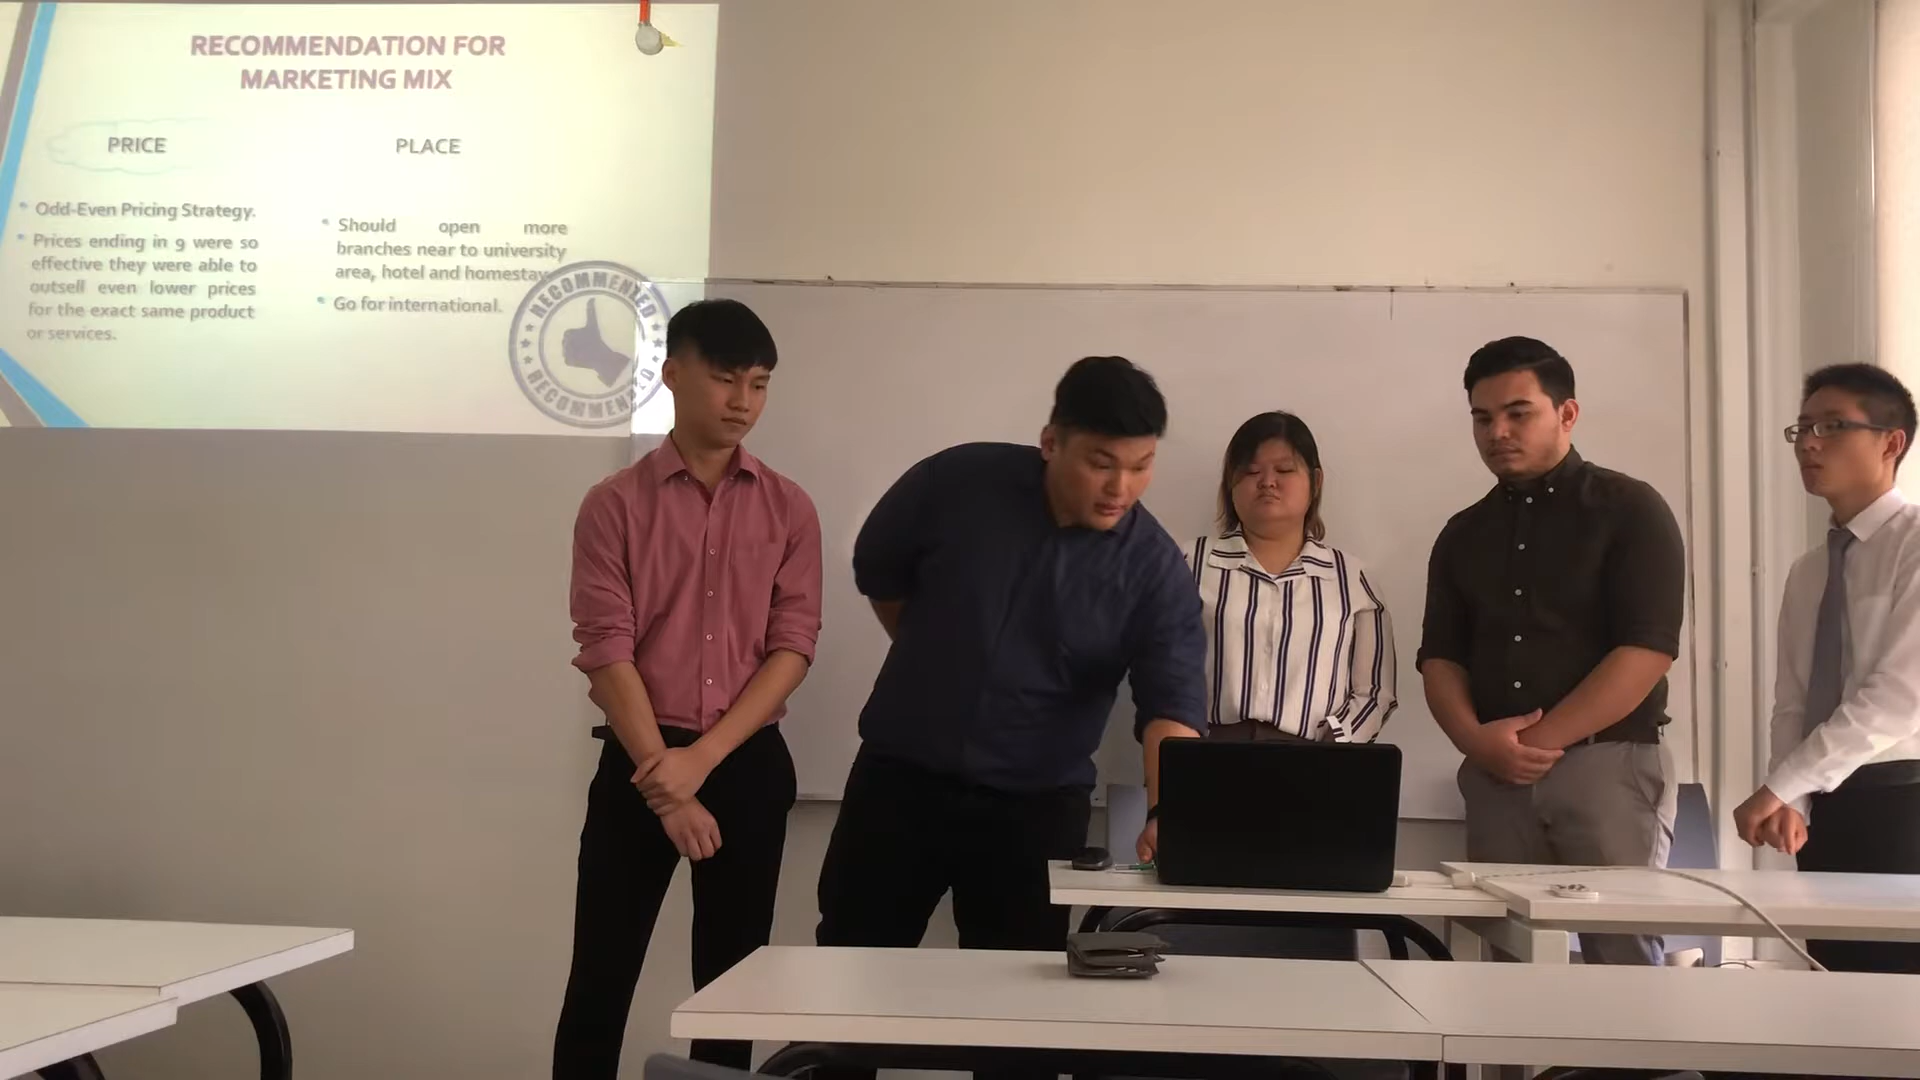 RECOMMENDATION FOR
MARKETING MIX
PRICE
Odd-Even Pricing Strategy.
Prices ending in 9 were so
effective they were able to
outsell even lower prices
for the exact same product
or services.
PLACE
Should open more
branches near to university
area, hotel and homestay
Go for international.
RECOMMENDED
RECOMMENDED